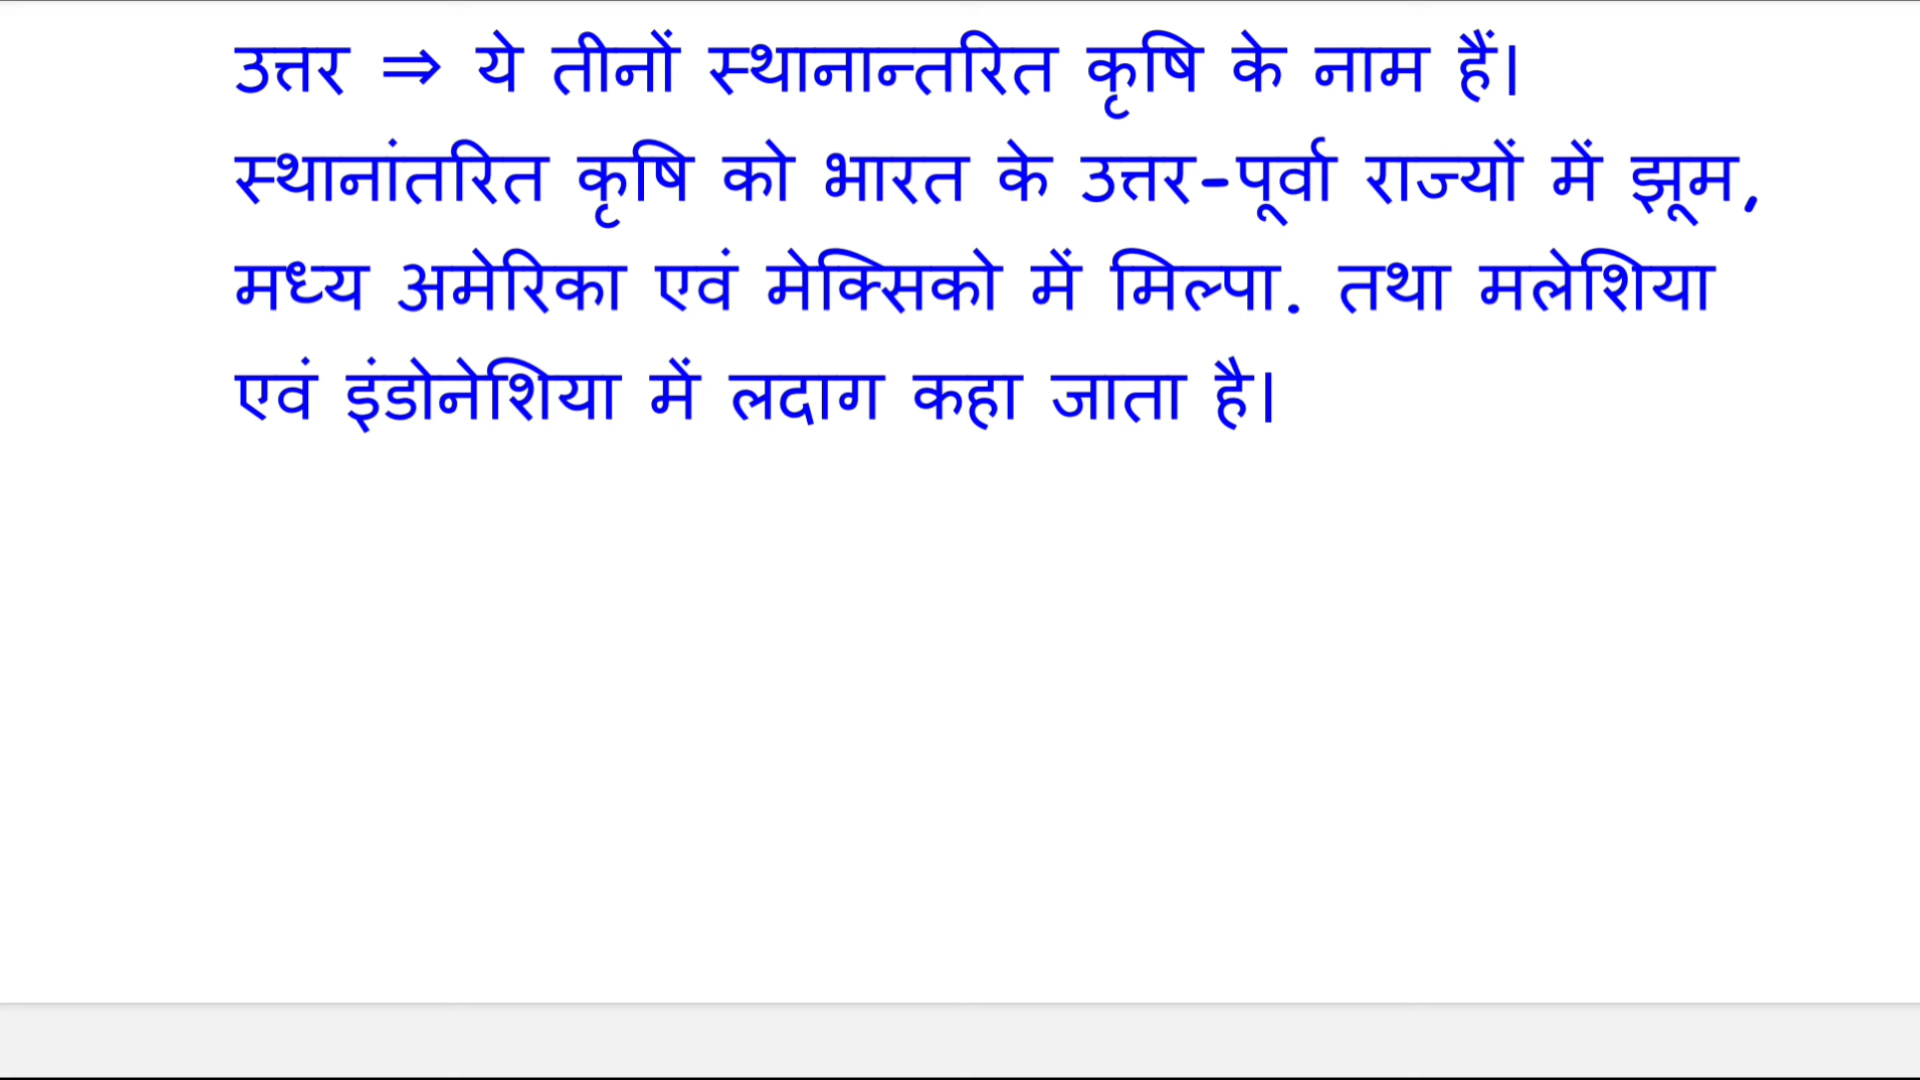 उत्तर ⇒ ये तीनों स्थानान्तरित कृषि के नाम हैं।
स्थानांतरित कृषि को भारत के उत्तर-पूर्वा राज्यों में झूम,
मध्य अमेरिका एवं मेक्सिको में मिल्पा. तथा मलेशिया
एवं इंडोनेशिया में लदाग कहा जाता है।